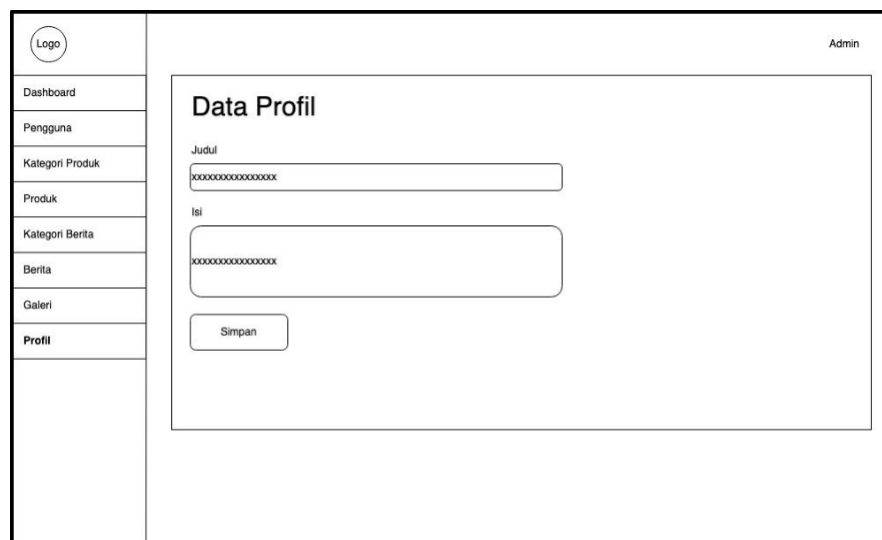 Logo
Admin
Dashboard
Pengguna
Kategori Produk
Produk
Kategori Berita
Berita
Galeri
Profil
Data Profil
Judul
xxxxxxxxxxxxxxxx
Isi
xxxxxxxxxxxxxxxx
Simpan